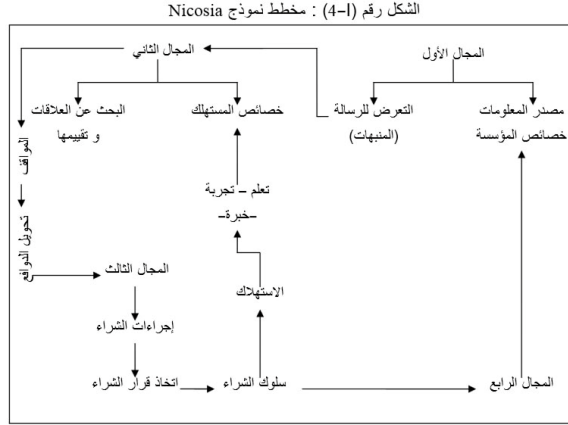 الشكل رقم (I-4) : مخطط نموذج Nicosia
المجال الأول
المجال الثاني
مصدر المعلومات
خصائص المؤسسة
التعرض للرسالة
(المنبهات)
خصائص المستهلك
البحث عن العلاقات
و تقييمها
المواقف
تحويل الدوافع
تعلم – تجربة
-خبرة-
المجال الثالث
الاستهلاك
إجراءات الشراء
اتخاذ قرار الشراء
سلوك الشراء
المجال الرابع